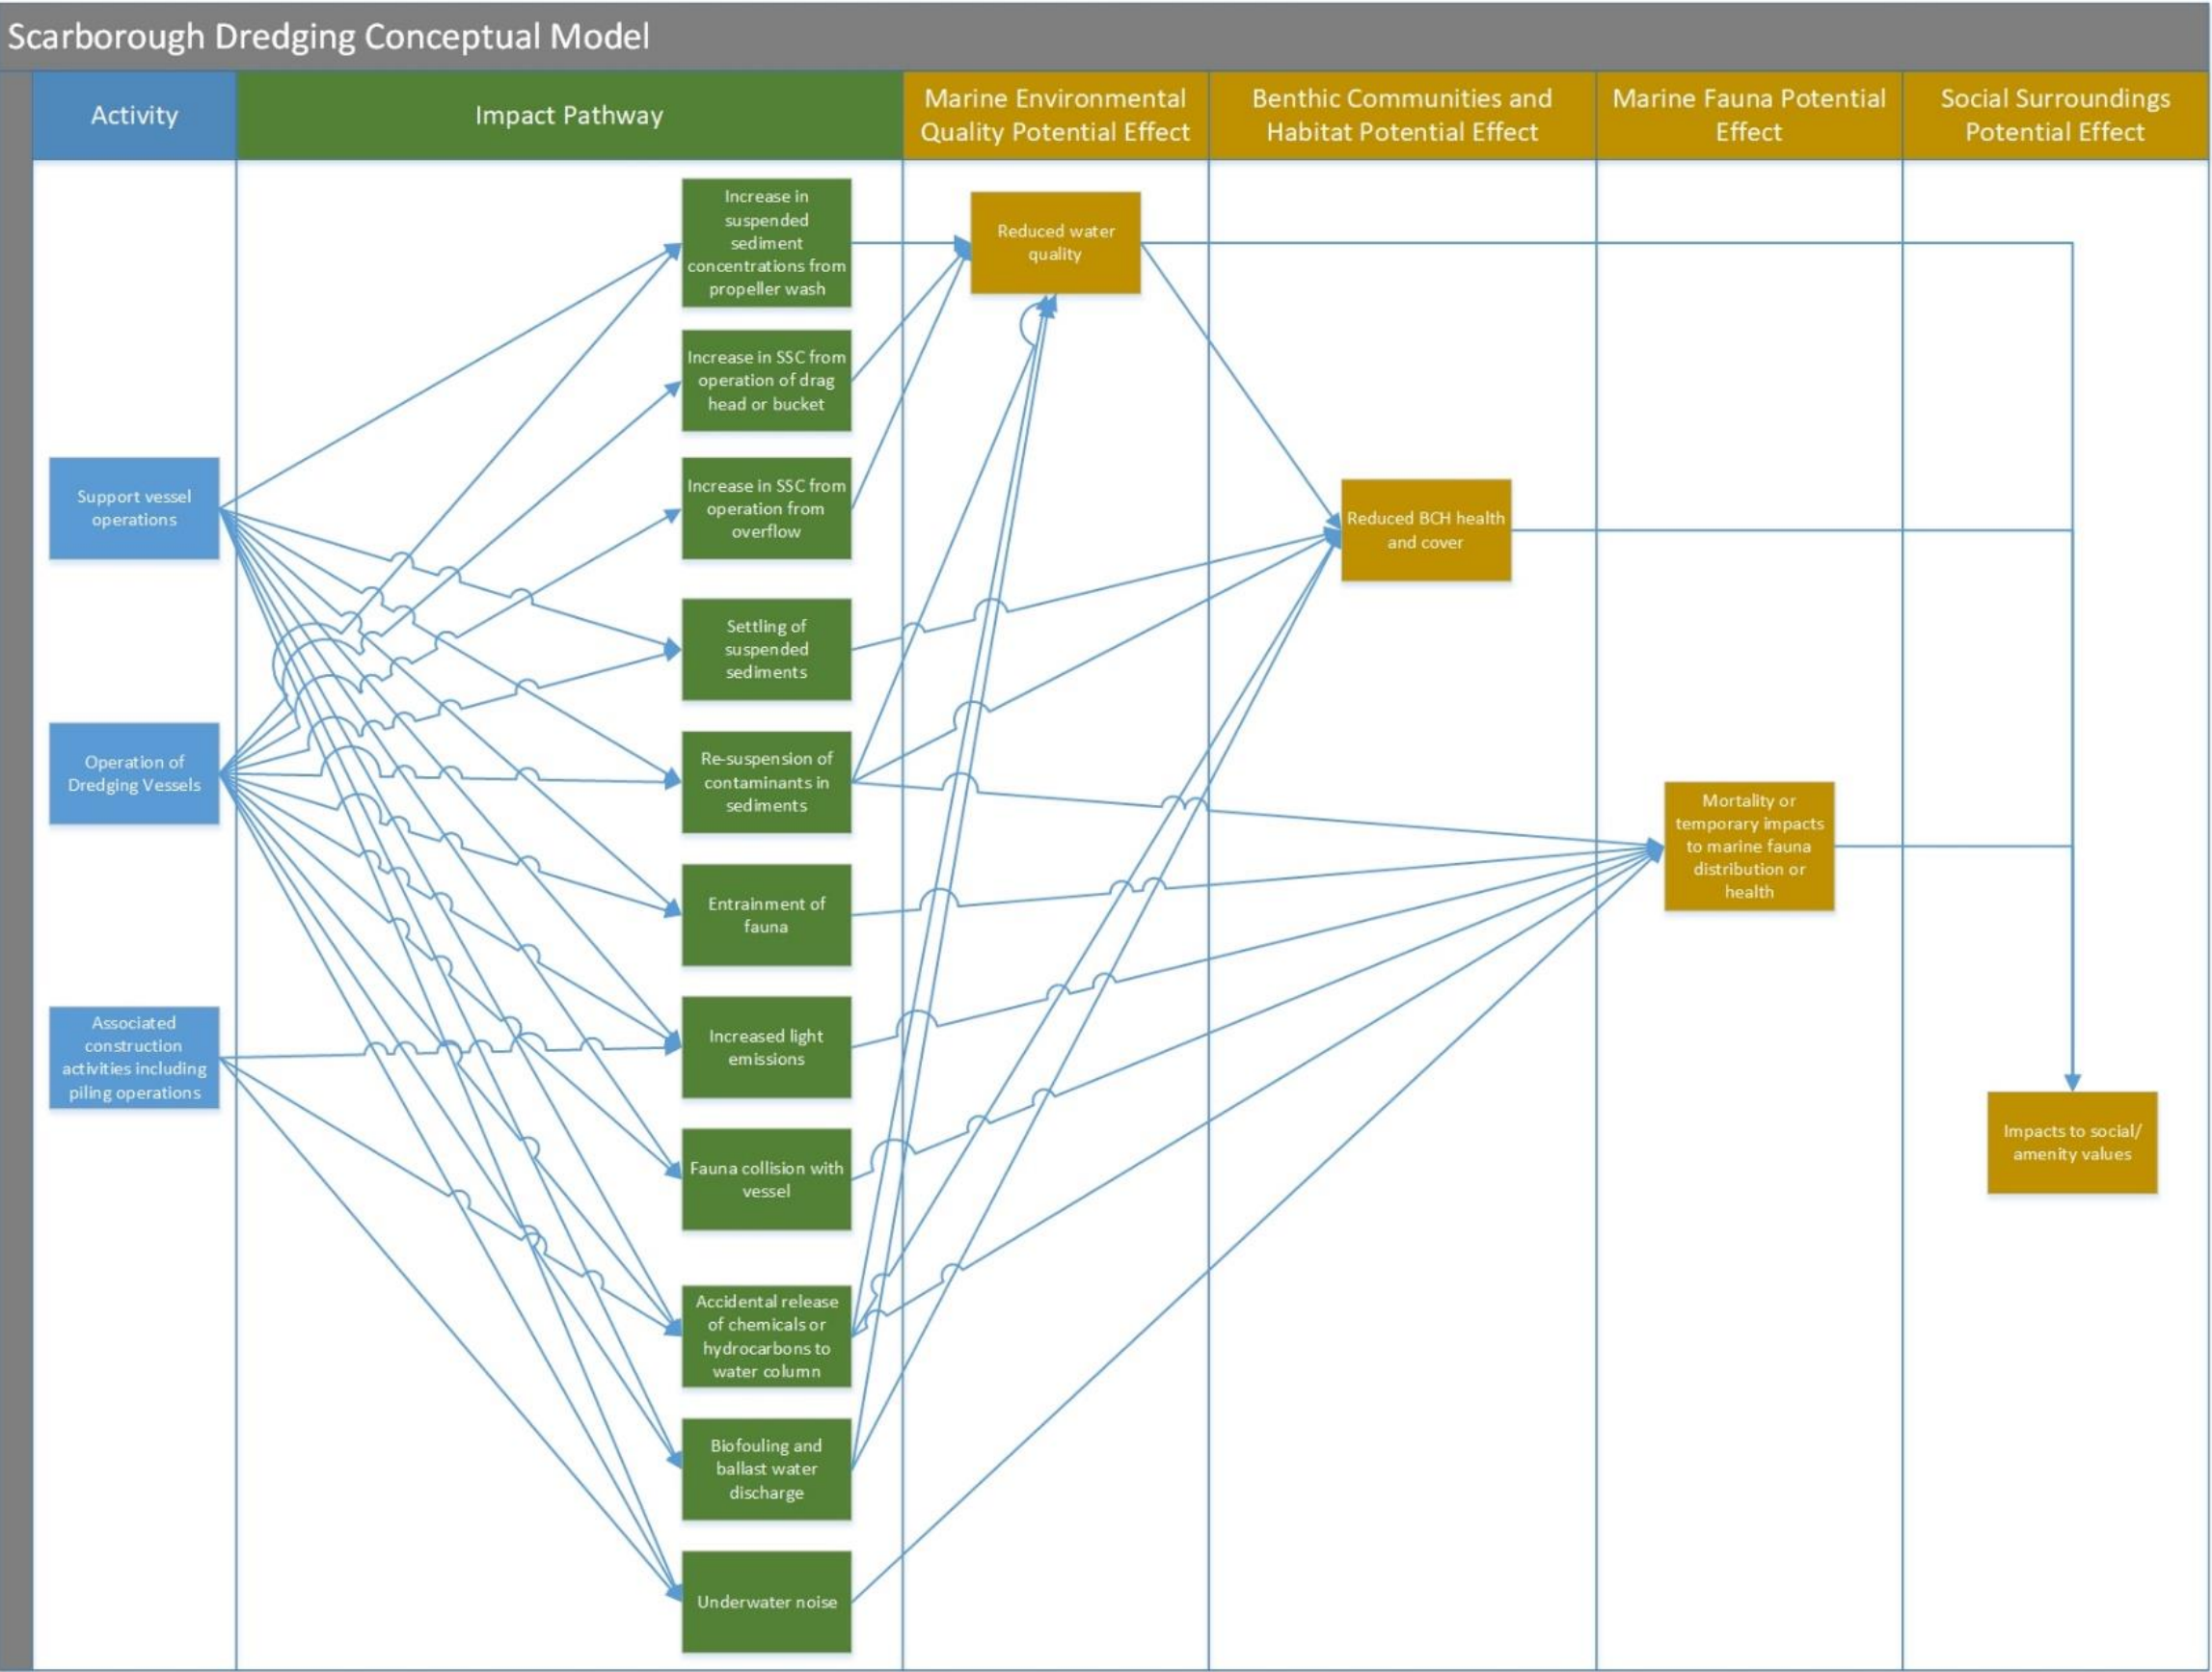 Scarborough Dredging Conceptual Model
Activity
Impact Pathway
Marine Environmental
Quality Potential Effect
Benthic Communities and
Habitat Potential Effect
Marine Fauna Potential
Effect
Social Surroundings
Potential Effect
Support vessel
operations
Operation of
Dredging Vessels
Associated
construction
activities including
piling operations
Increase in
suspended
sediment
concentrations from
propeller wash
Increase in SSC from
operation of drag
head or bucket
Increase in SSC from
operation from
overflow
Settling of
suspended
sediments
Re-suspension of
contaminants in
sediments
Entrainment of
fauna
Increased light
emissions
Fauna collision with
vessel
Accidental release
of chemicals or
hydrocarbons to
water column
Biofouling and
ballast water
discharge
Underwater noise
Reduced water
quality
Reduced BCH health
and cover
Mortality or
temporary impacts
to marine fauna
distribution or
health
Impacts to social/
amenity values